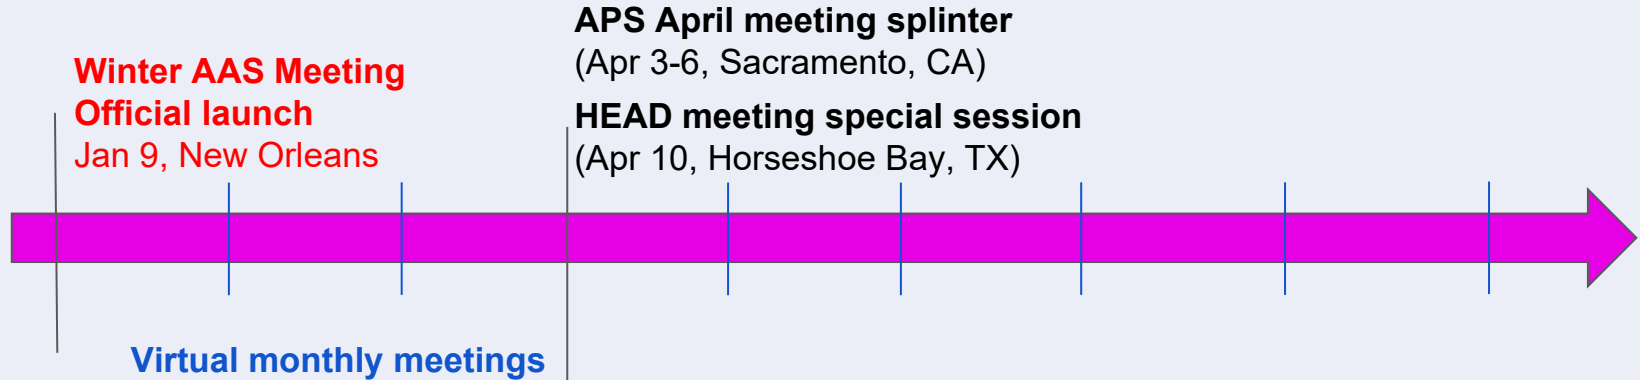 Winter AAS Meeting
Official launch
Jan 9, New Orleans
APS April meeting splinter
(Apr 3-6, Sacramento, CA)
HEAD meeting special session
(Apr 10, Horseshoe Bay, TX)
Virtual monthly meetings